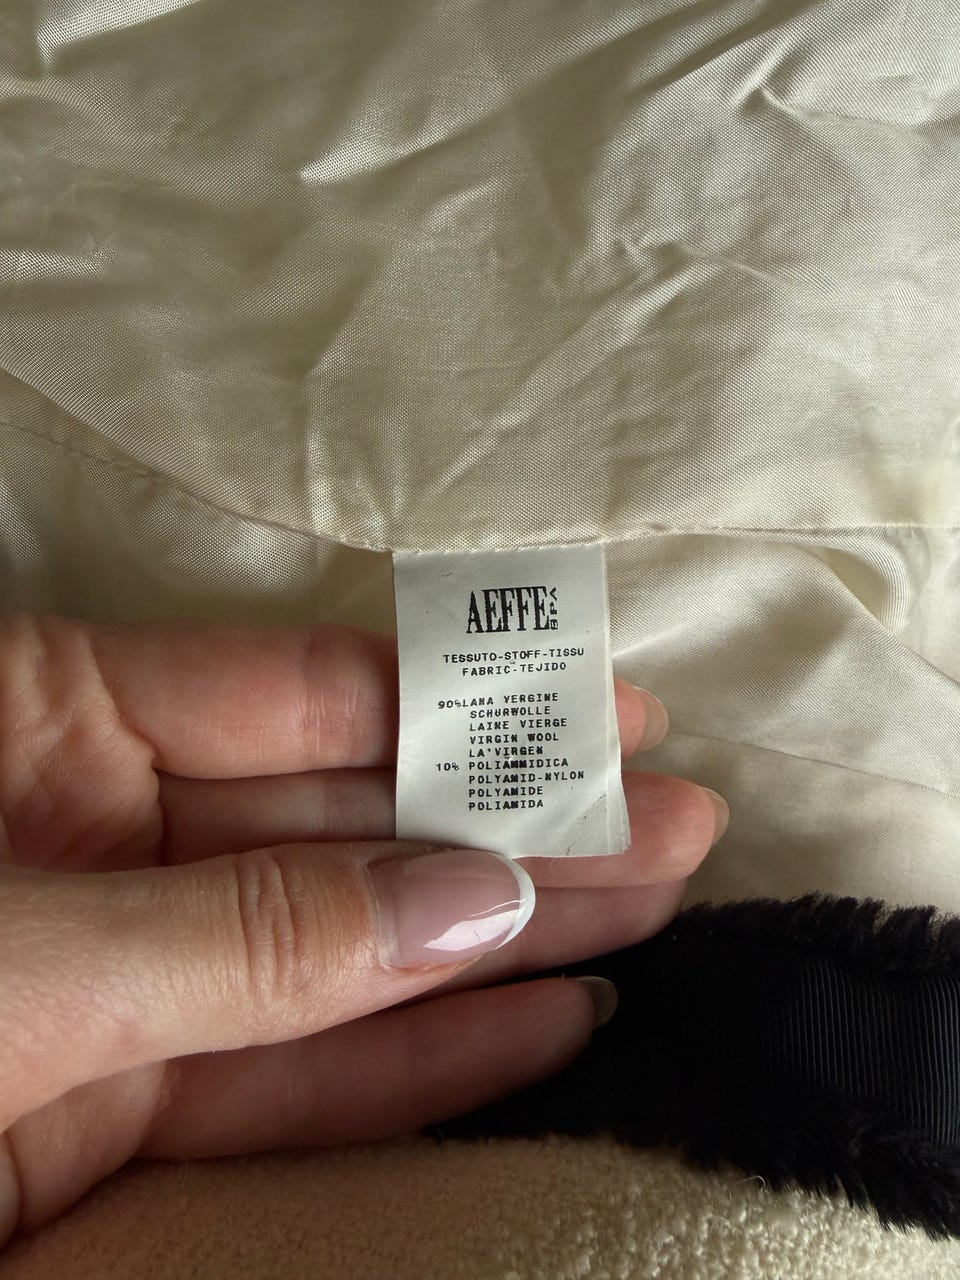 AEFFE SPA
TESSUTO-STOFF-TISSU
FABRIC-TEJIDO
90%LANA VERGINE
SCHURWOLLE
LAINE VIERGE
VIRGIN WOOL
LA'VIRGEN
10% POLIAMMIDICA
POLYAMID-NYLON
POLYAMIDE
POLIAMIDA